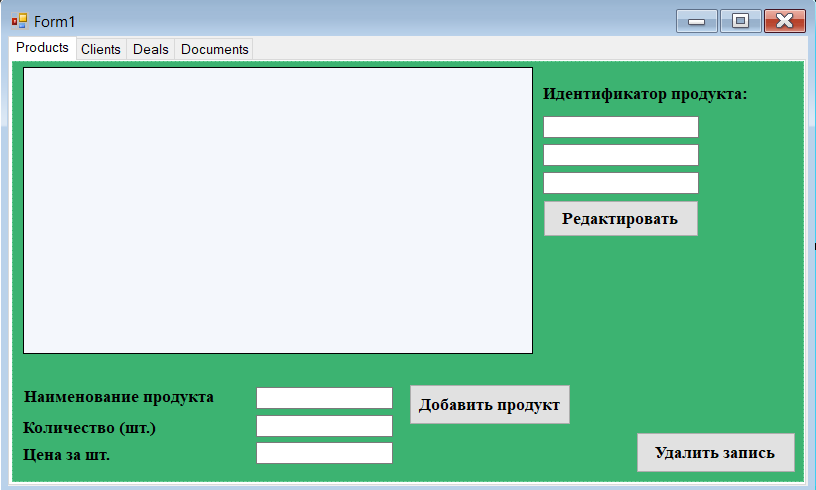 Form1
Products Clients Deals Documents
Идентификатор продукта:
Редактировать
Наименование продукта
Добавить продукт
Количество (шт.)
Цена за шт.
Удалить запись